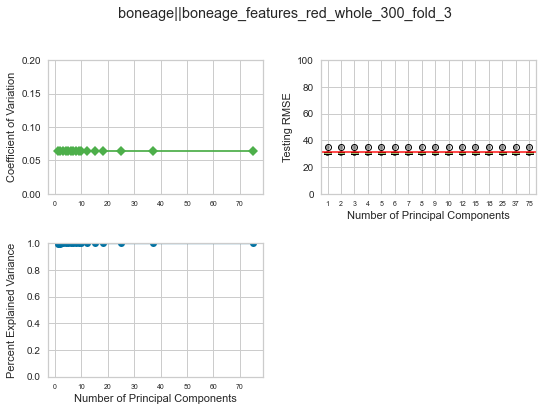 boneage||boneage_features_red_whole_300_fold_3
Coefficient of Variation
0.20
0.15
0.10
0.05
0.00
0 10 20 30 40 50 60 70
Testing RMSE
100
80
60
40
20
0
1 2 3 4 5 6 7 8 9 10 12 15 18 25 37 75
Number of Principal Components
Percent Explained Variance
1.0
0.8
0.6
0.4
0.2
0.0
0 10 20 30 40 50 60 70
Number of Principal Components